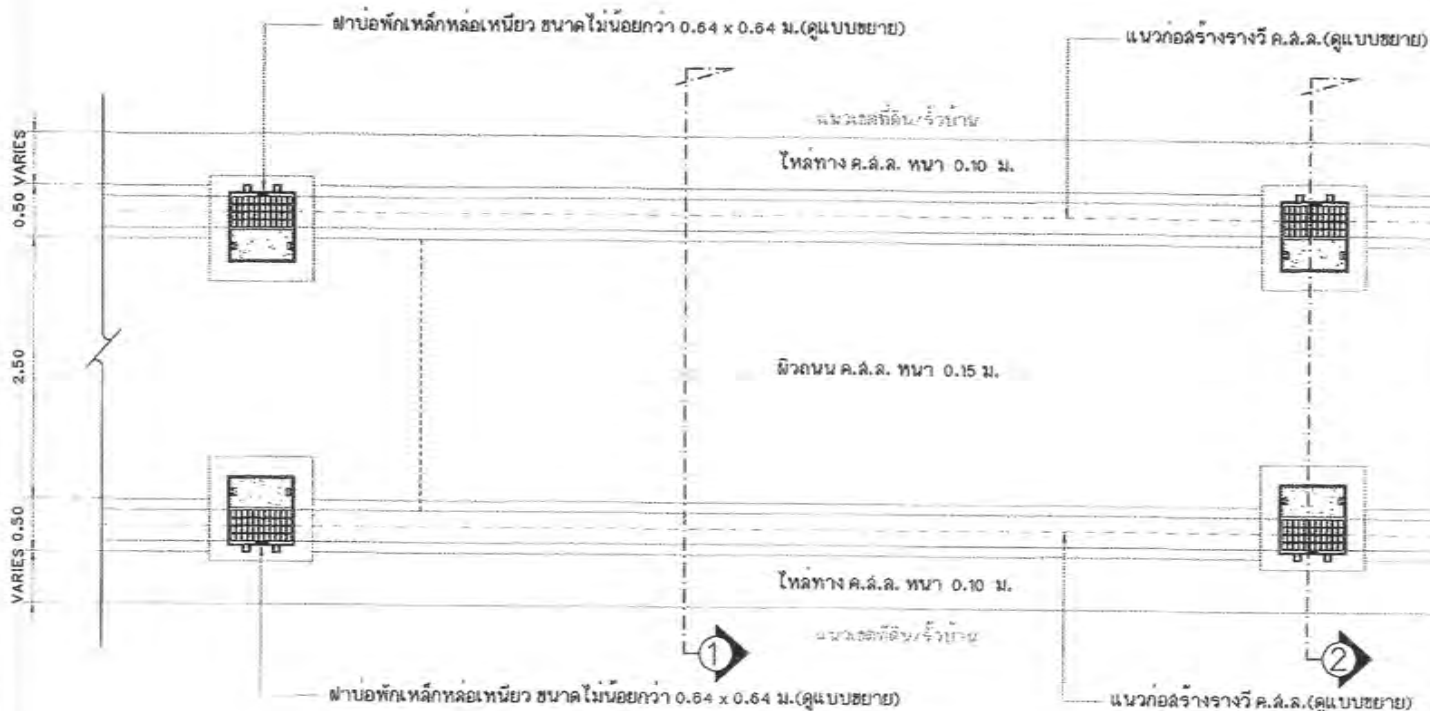 ฝาบ่อพักเหล็กหล่อเหนียว ขนาดไม่น้อยกว่า 0.64 x 0.64 ม.(ดูแบบขยาย)
แนวก่อสร้างรางวี ค.ส.ล.(ดูแบบขยาย)
แนวเขตที่ดิน/รั้วบ้าน
ไหล่ทาง ค.ส.ล. หนา 0.10 ม.
0.50 VARIES
2.50
ผิวถนน ค.ส.ล. หนา 0.15 ม.
VARIES 0.50
ไหล่ทาง ค.ส.ล. หนา 0.10 ม.
แนวเขตที่ดิน/รั้วบ้าน
1
2
ฝาบ่อพักเหล็กหล่อเหนียว ขนาดไม่น้อยกว่า 0.64 x 0.64 ม.(ดูแบบขยาย)
แนวก่อสร้างรางวี ค.ส.ล.(ดูแบบขยาย)